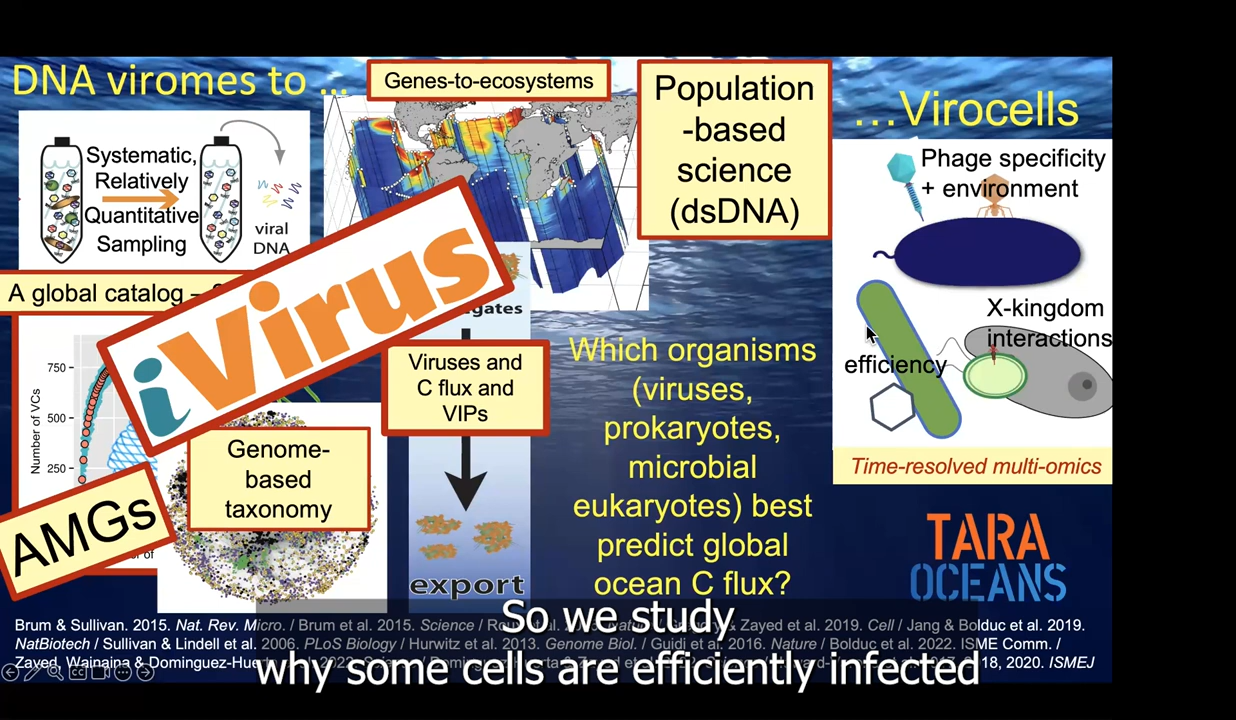 DNA viromes to ...
Genes-to-ecosystems
Population
-based
science
(dsDNA)
...Virocells
Systematic,
Relatively
Quantitative
Sampling
viral
DNA
Phage specificity
+ environment
A global catalog –
iVirus
gates
X-kingdom
interactions
efficiency
Viruses and
C flux and
VIPs
Which organisms
(viruses,
prokaryotes,
microbial
eukaryotes) best
predict global
ocean C flux?
Number of VCs
750
500
250
Genome-
based
taxonomy
AMGs
of
export
Time-resolved multi-omics
TARA
OCEANS
Brum & Sullivan. 2015. Nat. Rev. Micro. / Brum et al. 2015. Science / Zayed et al. 2019. Cell / Jang & Bolduc et al. 2019.
NatBiotech / Sullivan & Lindell et al. 2006. PLoS Biology / Hurwitz et al. 2013. Genome Biol. / Guidi et al. 2016. Nature / Bolduc et al. 2022. ISME Comm. /
Zayed, Wainaina & Dominguez-Huerta 18, 2020. ISMEJ
So we study
why some cells are efficiently infected